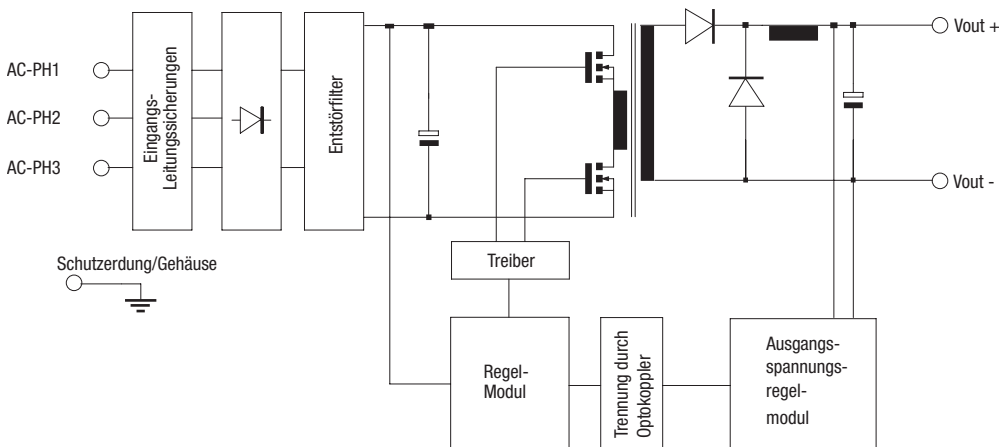 AC-PH1
AC-PH2
AC-PH3
Eingangs-
Leitungssicherungen
Entstörfilter
Vout +
Vout -
Schutzerdung/Gehäuse
Treiber
Regel-
Modul
Trennung durch
Optokoppler
Ausgangs-
spannungs-
regel-
modul